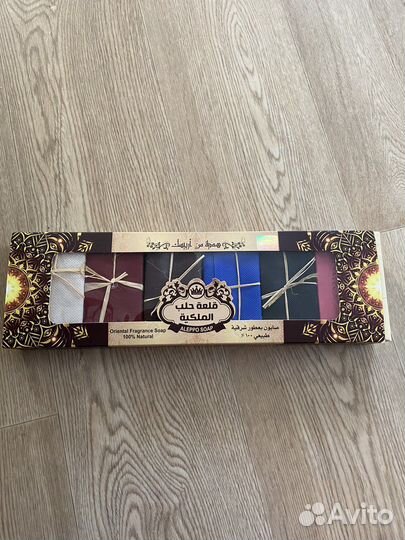 قلعة حلب
الملكية
ALEPPO SOAP
Oriental Fragrance Soap
100% Natural
صابون بعطور شرقية
طبيعي ١٠٠٪
Avito